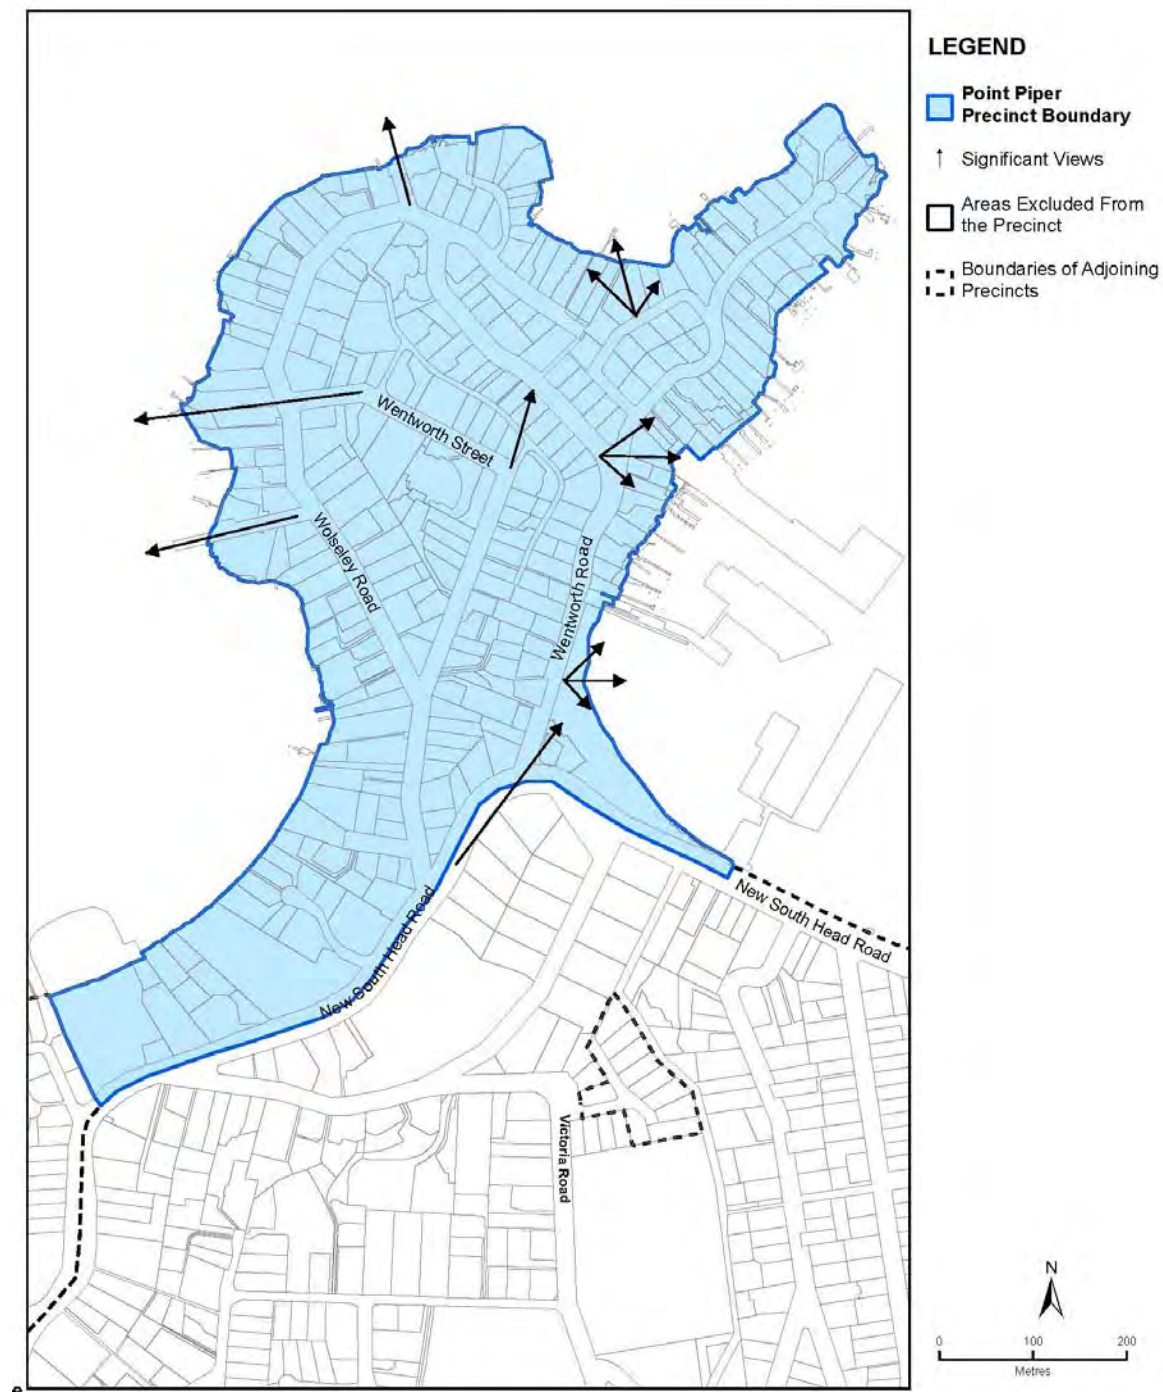 LEGEND
Point Piper
Precinct Boundary
Significant Views
Areas Excluded From
the Precinct
Boundaries of Adjoining
Precincts
Wentworth Street
Wolseley Road
Wentworth Road
New South Head Road
New South Head Road
Victoria Road
N
0 100 200
Metres
e